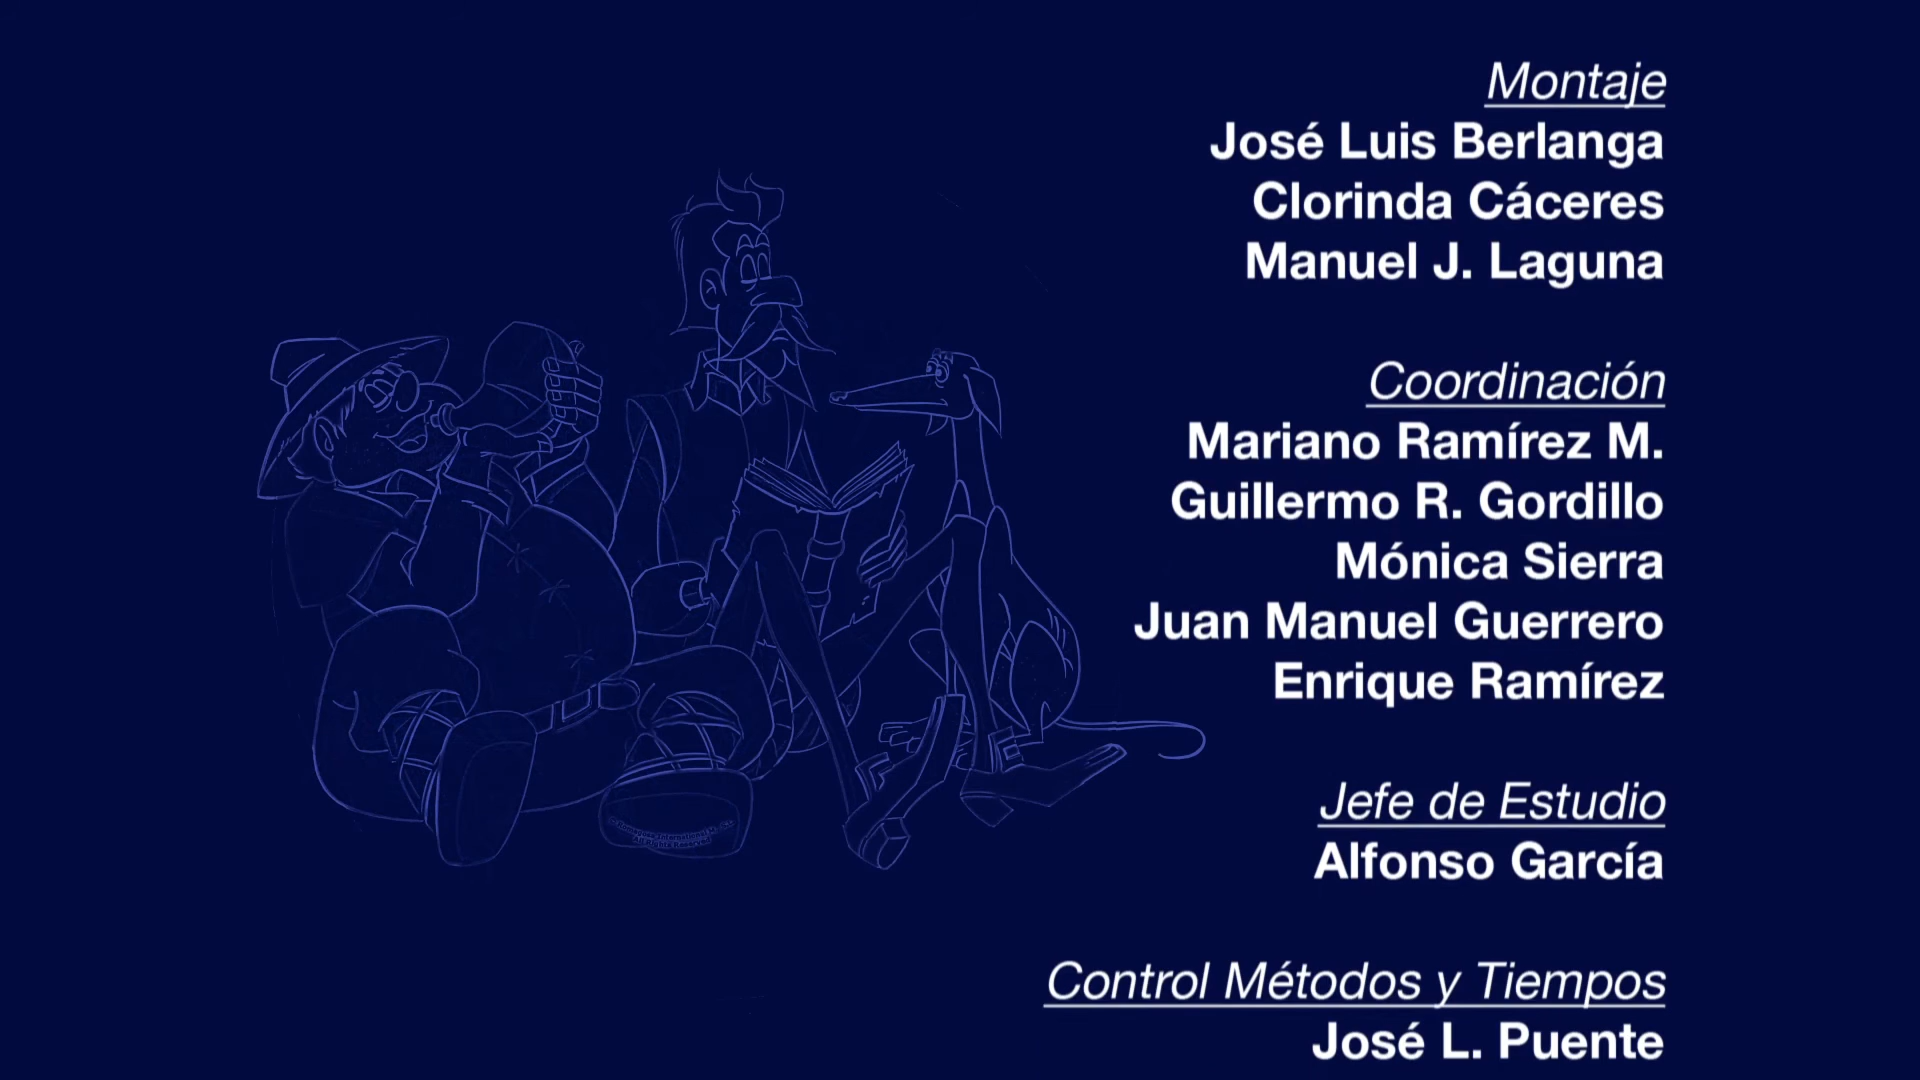 Montaje
José Luis Berlanga
Clorinda Cáceres
Manuel J. Laguna
Coordinación
Mariano Ramírez M.
Guillermo R. Gordillo
Mónica Sierra
Juan Manuel Guerrero
Enrique Ramírez
Jefe de Estudio
Alfonso García
Control Métodos y Tiempos
José L. Puente